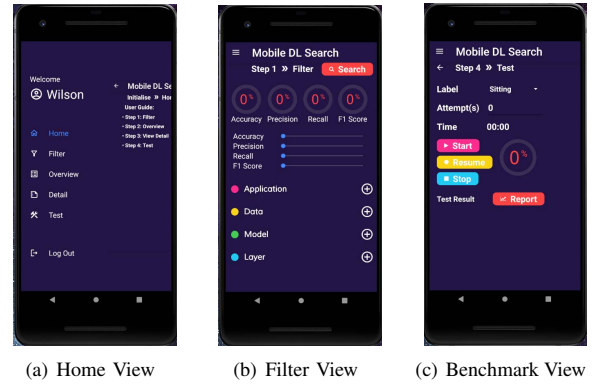 Welcome
Wilson
Home
Filter
Overview
Detail
Test
Log Out
Mobile DL Se
Initialise » Ho
User Guide:
• Step 1: Filter
• Step 2: Overview
• Step 3: View Detail
• Step 4: Test
(a) Home View
Mobile DL Search
Step 1 » Filter Search
0% 0% 0% 0%
Accuracy Precision Recall F1 Score
Accuracy
Precision
Recall
F1 Score
Application
Data
Model
Layer
(b) Filter View
Mobile DL Search
Step 4 » Test
Label Sitting
Attempt(s) 0
Time 00:00
Start
Resume
Stop
0%
Test Result Report
(c) Benchmark View